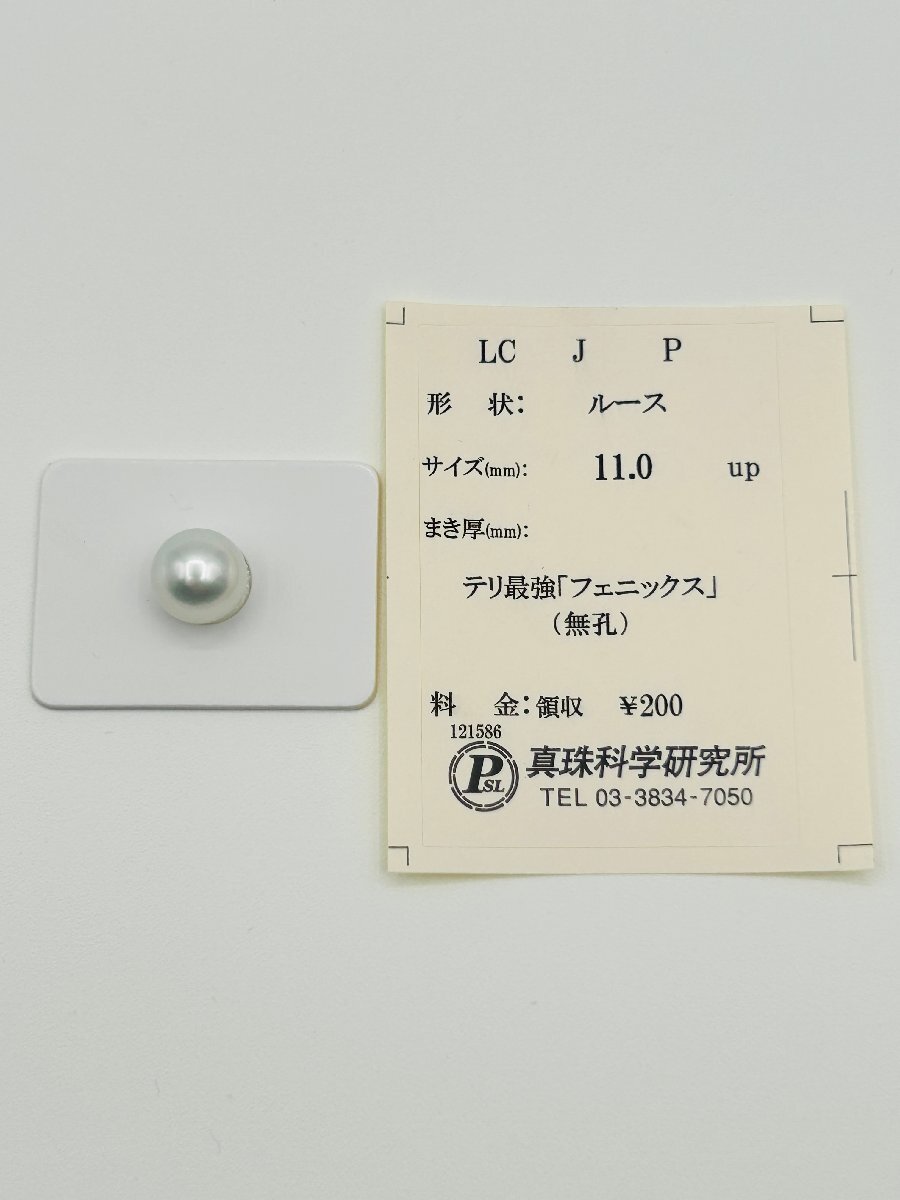 LC J P
形 状: ルース
サイズ(mm): 11.0 up
まき厚(mm):
テリ最強「フェニックス」
(無孔)
料 金: 領収 ¥200
121586
PSL 真珠科学研究所
TEL 03-3834-7050